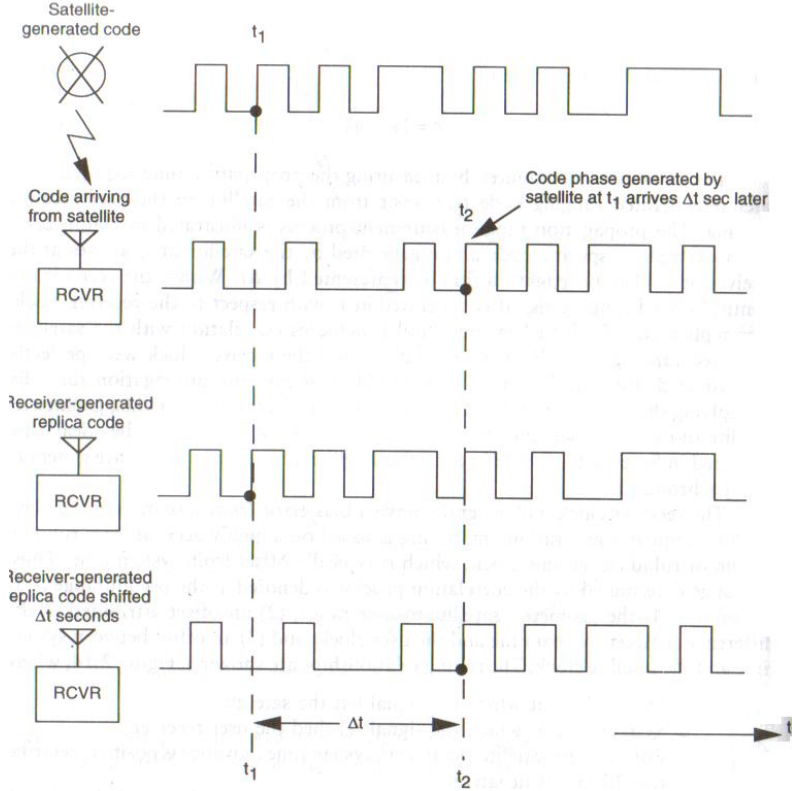 Satellite-
generated code
t1
Code arriving
from satellite
Code phase generated by
satellite at t1 arrives Δt sec later
t2
RCVR
Receiver-generated
replica code
RCVR
Receiver-generated
replica code shifted
Δt seconds
RCVR
Δt
t
t1
t2